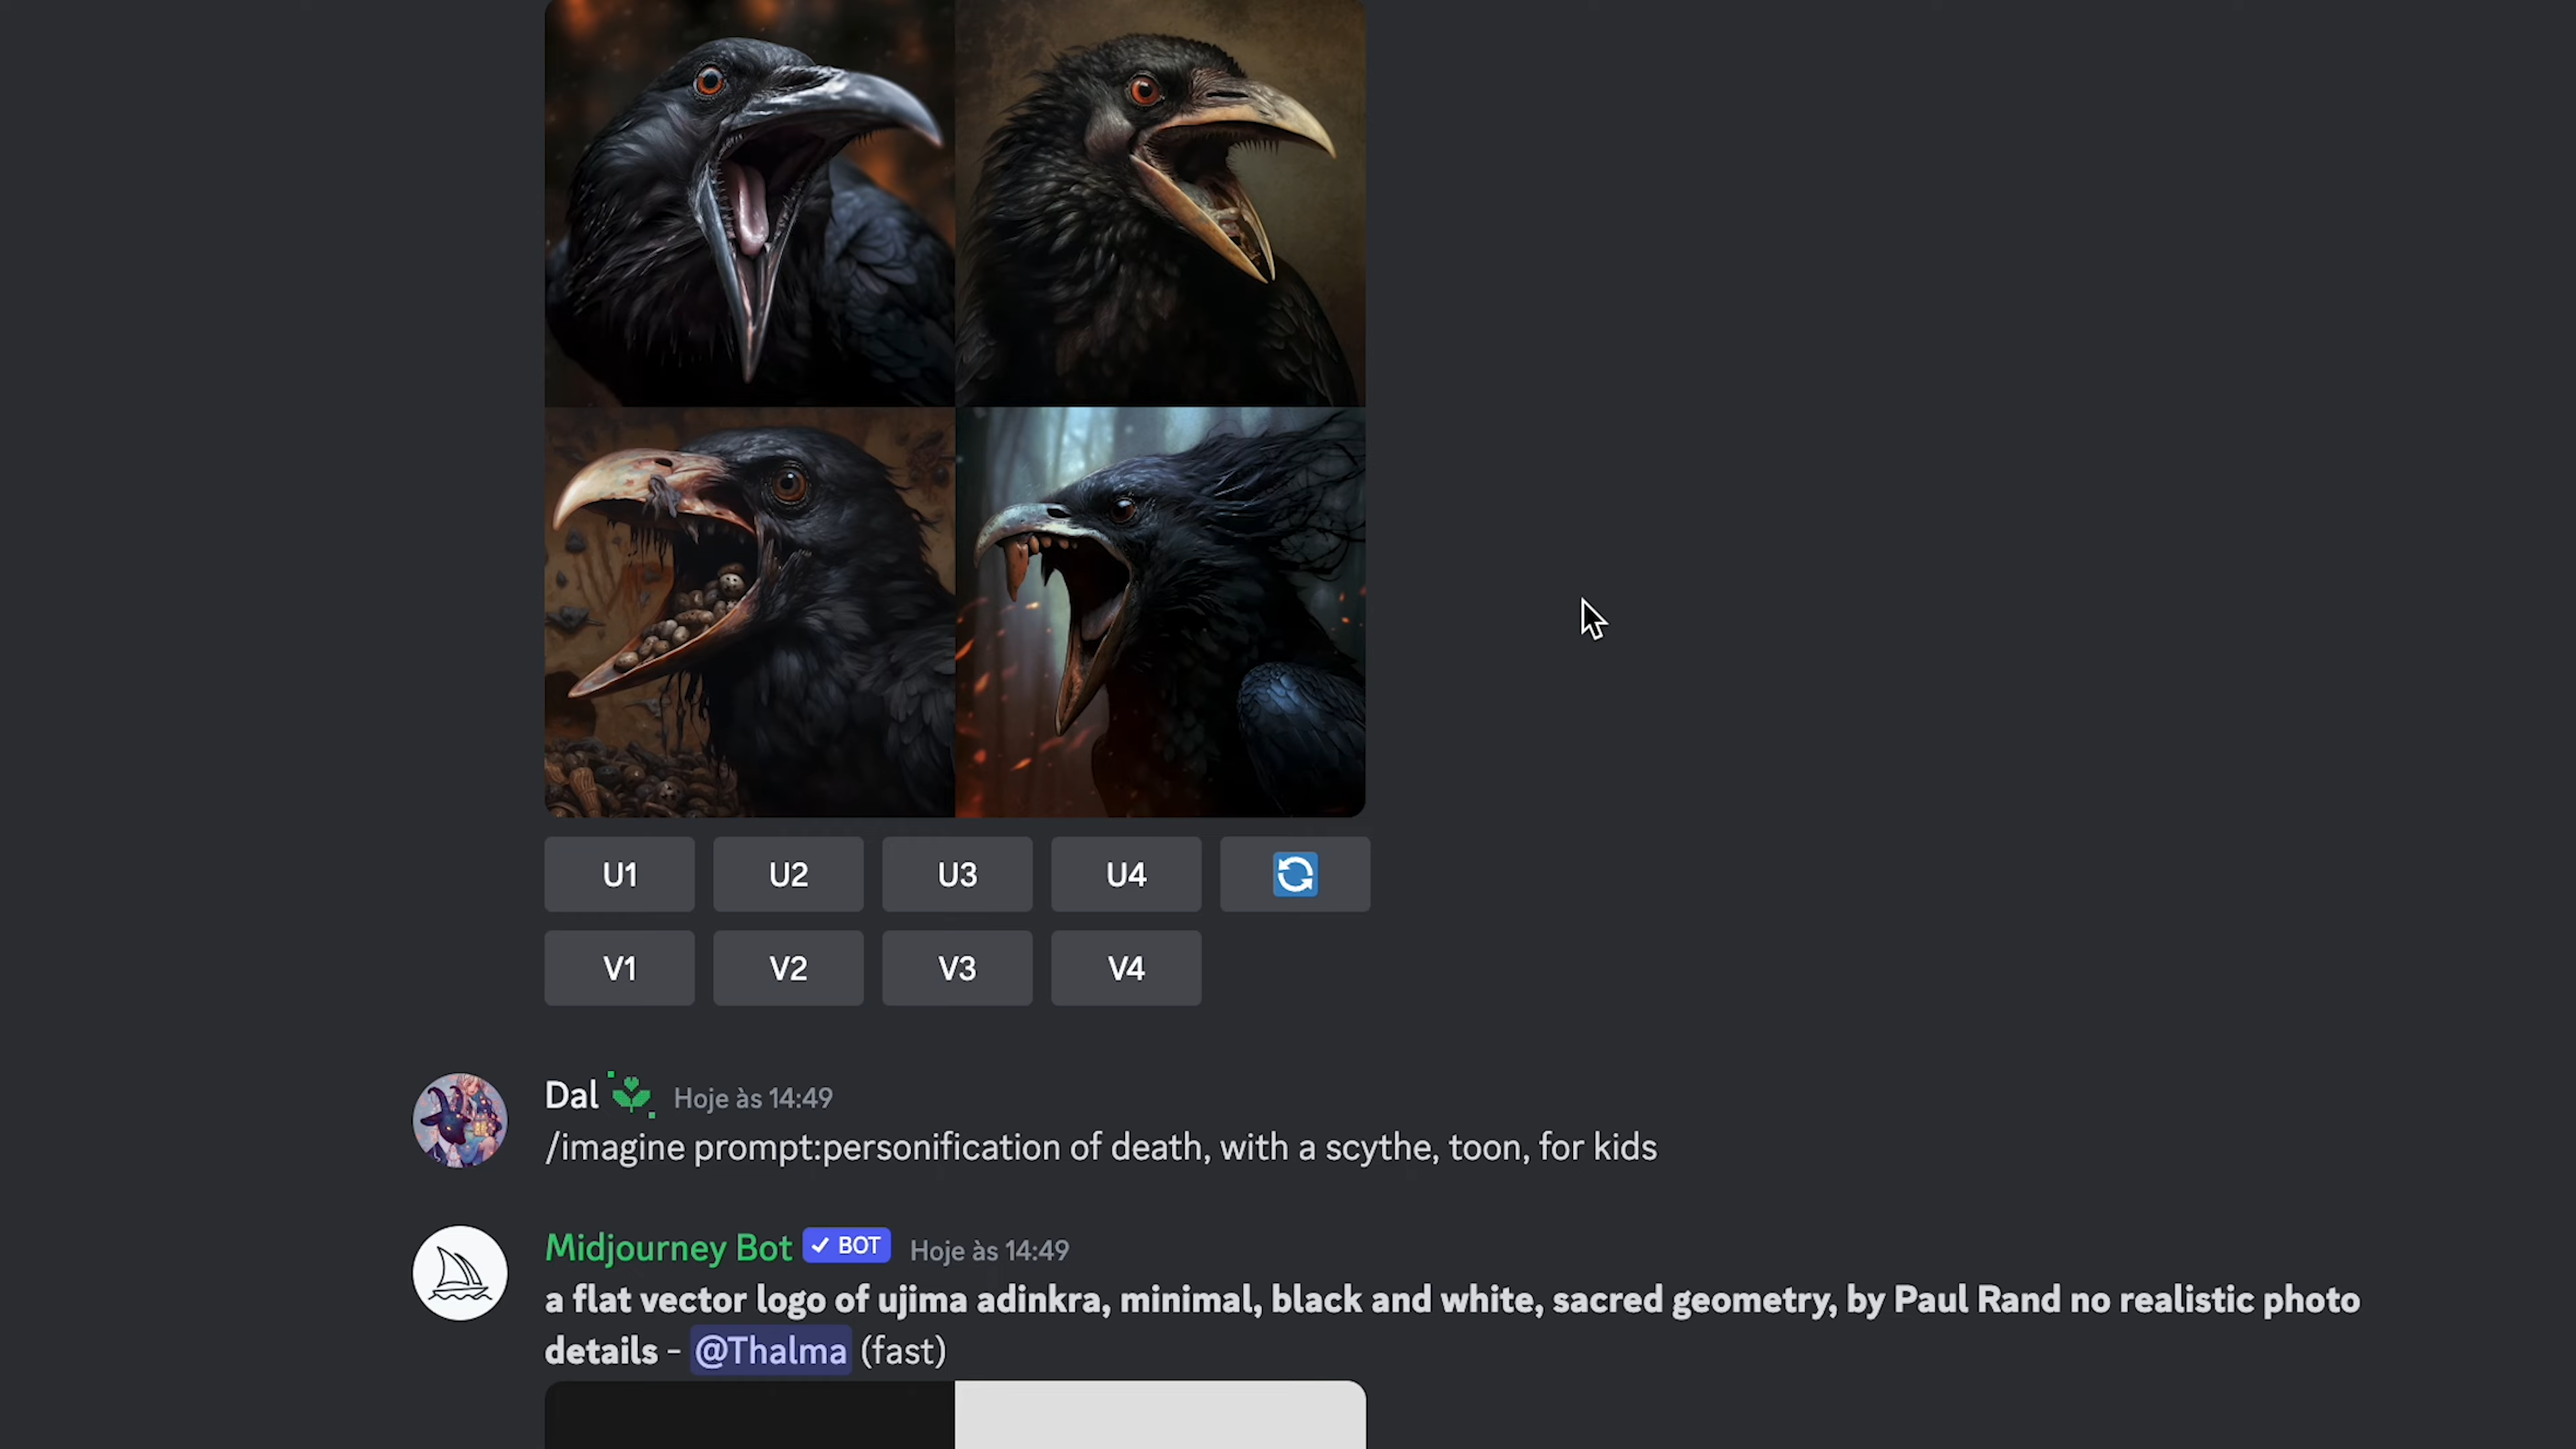 U1 U2 U3 U4
V1 V2 V3 V4
Dal Hoje às 14:49
/imagine prompt:personification of death, with a scythe, toon, for kids
Midjourney Bot ✓ BOT Hoje às 14:49
a flat vector logo of ujima adinkra, minimal, black and white, sacred geometry, by Paul Rand no realistic photo
details - @Thalma (fast)